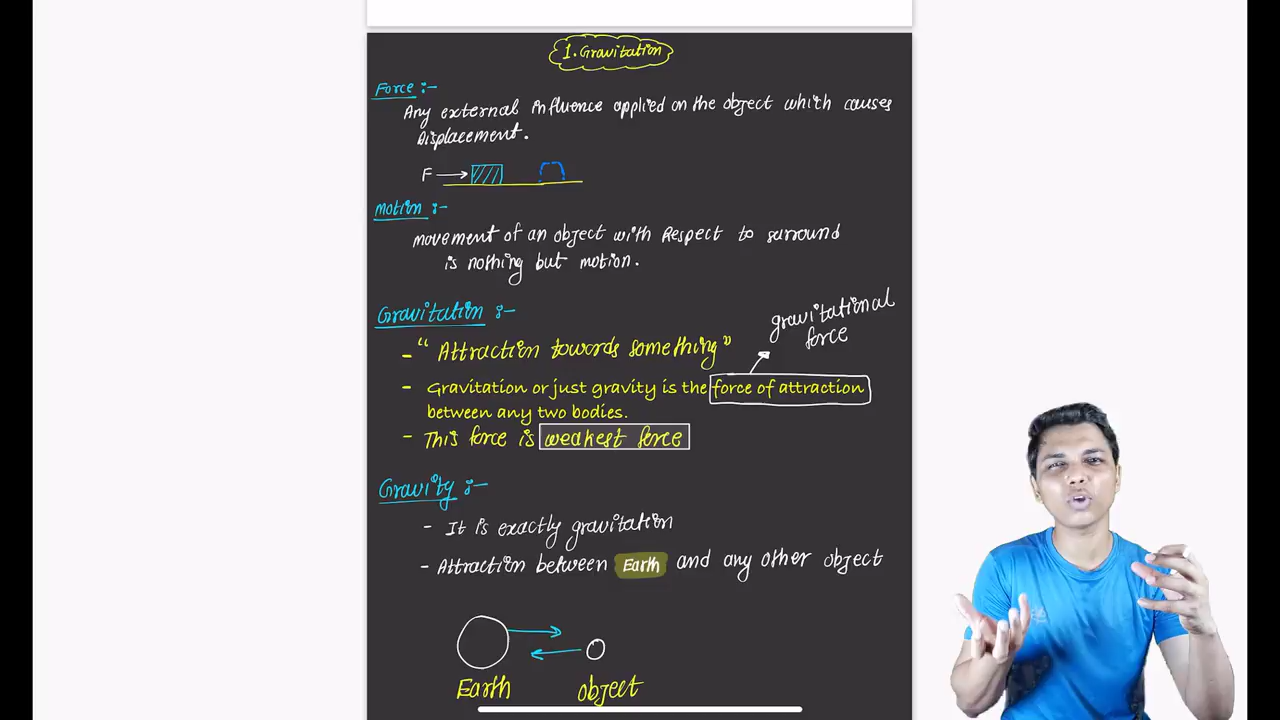 1. Gravitation
Force :-
Any external influence applied on the object which causes
Displacement.
F
Motion :-
movement of an object with Respect to surround
is nothing but motion.
Gravitation :-
gravitational
force
- "Attraction towards something"
- Gravitation or just gravity is the force of attraction
between any two bodies.
- This force is weakest force
Gravity :-
- It is exactly gravitation
- Attraction between Earth and any other object
Earth
object